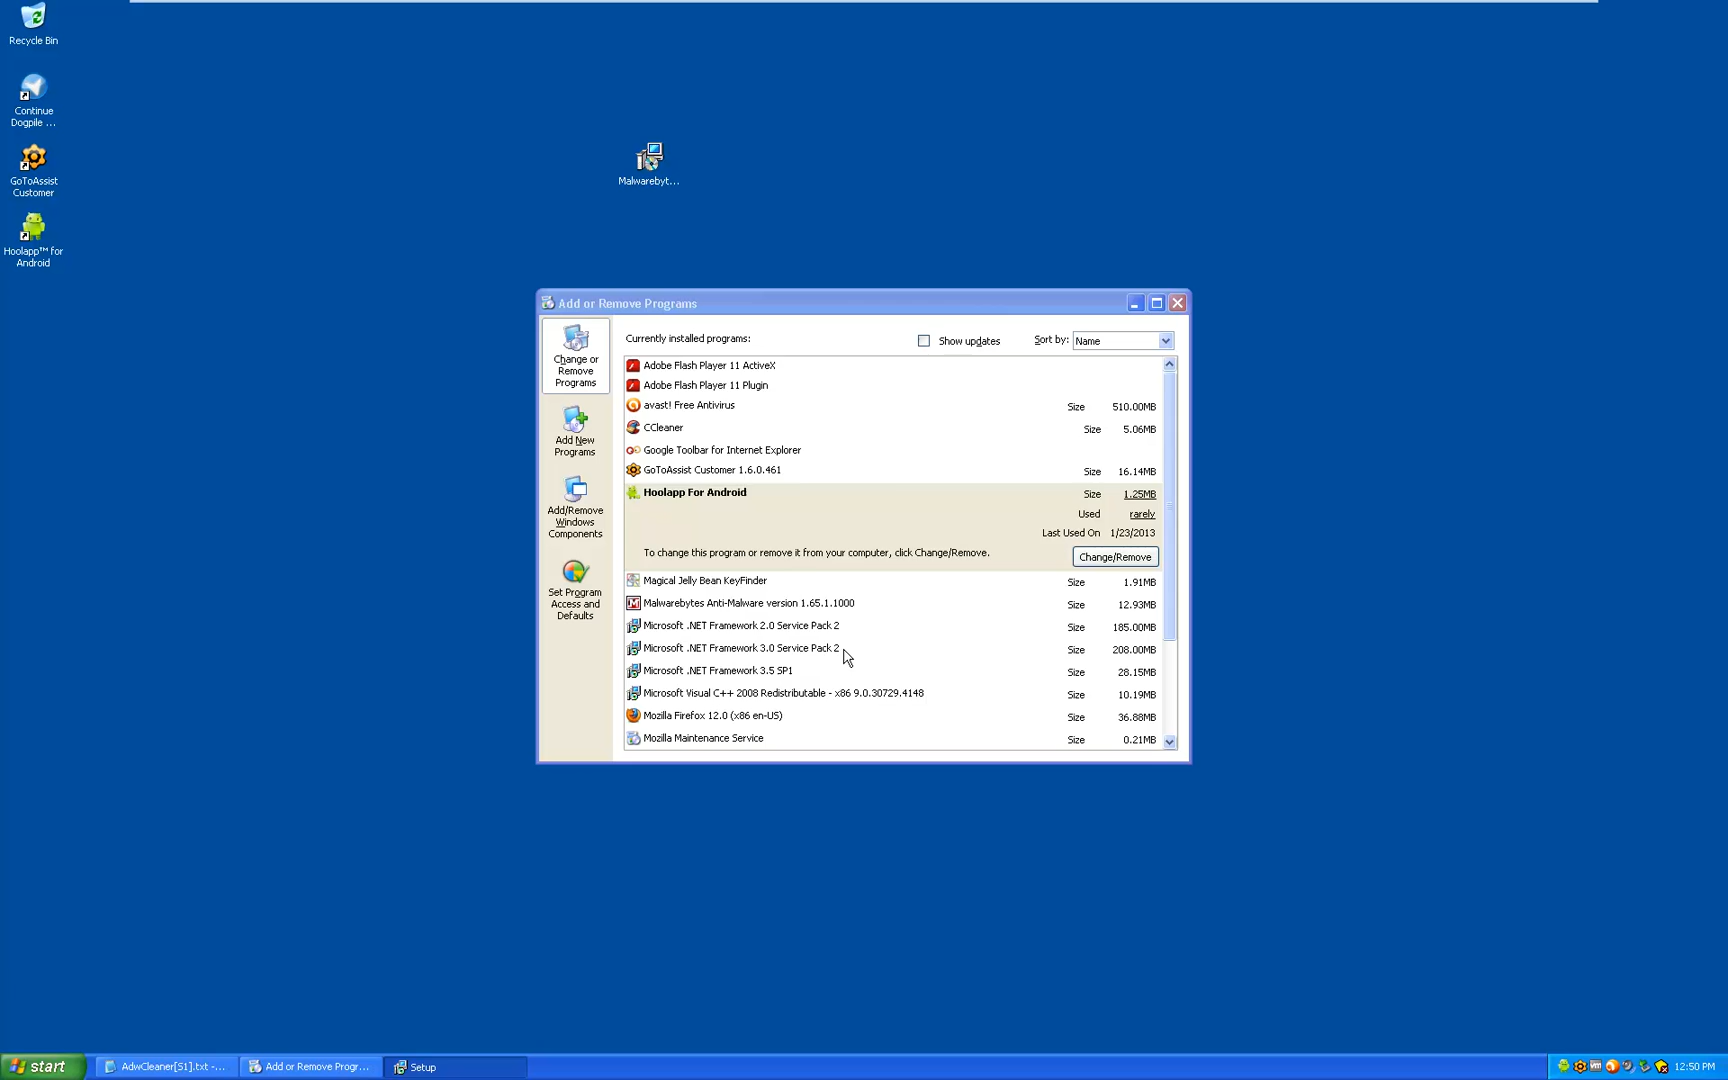 Recycle Bin
Continue
Dogpile ...
GoToAssist
Customer
Hoolapp™ for
Android
Malwarebyt...
Add or Remove Programs
Change or
Remove
Programs
Add New
Programs
Add/Remove
Windows
Components
Set Program
Access and
Defaults
Currently installed programs:
Show updates
Sort by: Name
Adobe Flash Player 11 ActiveX
Adobe Flash Player 11 Plugin
avast! Free Antivirus Size 510.00MB
CCleaner Size 5.06MB
Google Toolbar for Internet Explorer
GoToAssist Customer 1.6.0.461 Size 16.14MB
Hoolapp For Android Size 1.25MB
Used rarely
Last Used On 1/23/2013
To change this program or remove it from your computer, click Change/Remove. Change/Remove
Magical Jelly Bean KeyFinder Size 1.91MB
Malwarebytes Anti-Malware version 1.65.1.1000 Size 12.93MB
Microsoft .NET Framework 2.0 Service Pack 2 Size 185.00MB
Microsoft .NET Framework 3.0 Service Pack 2 Size 208.00MB
Microsoft .NET Framework 3.5 SP1 Size 28.15MB
Microsoft Visual C++ 2008 Redistributable - x86 9.0.30729.4148 Size 10.19MB
Mozilla Firefox 12.0 (x86 en-US) Size 36.88MB
Mozilla Maintenance Service Size 0.21MB
start
AdwCleaner[S1].txt -...
Add or Remove Progr...
Setup
12:50 PM